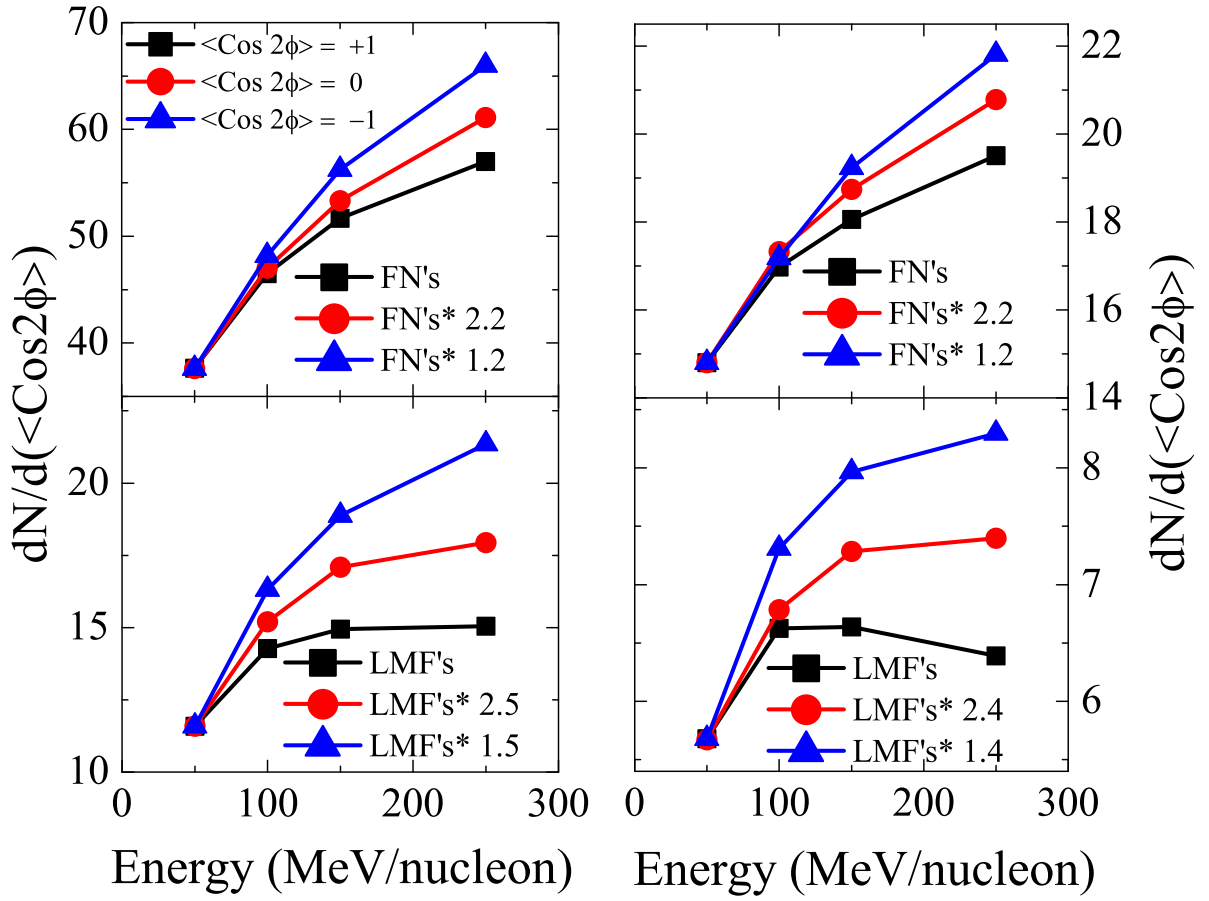 70
60
50
40
<Cos 2ϕ> = +1
<Cos 2ϕ> = 0
<Cos 2ϕ> = −1
FN's
FN's* 2.2
FN's* 1.2
20
15
10
LMF's
LMF's* 2.5
LMF's* 1.5
0
100
200
300
dN/d(<Cos2ϕ>)
Energy (MeV/nucleon)
22
20
18
16
14
FN's
FN's* 2.2
FN's* 1.2
8
7
6
LMF's
LMF's* 2.4
LMF's* 1.4
0
100
200
300
dN/d(<Cos2ϕ>)
Energy (MeV/nucleon)